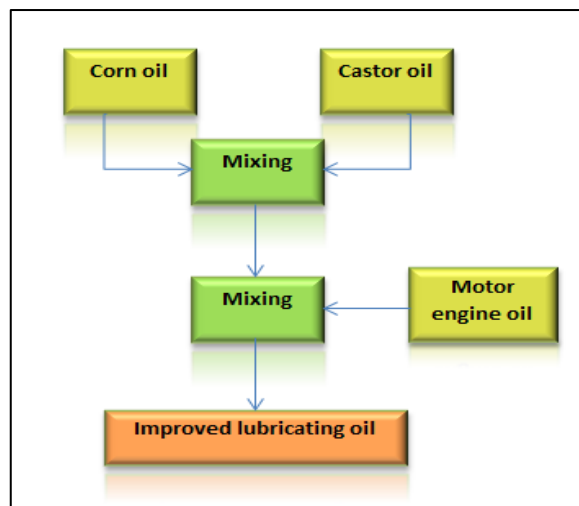 Corn oil
Castor oil
Mixing
Mixing
Motor
engine oil
Improved lubricating oil